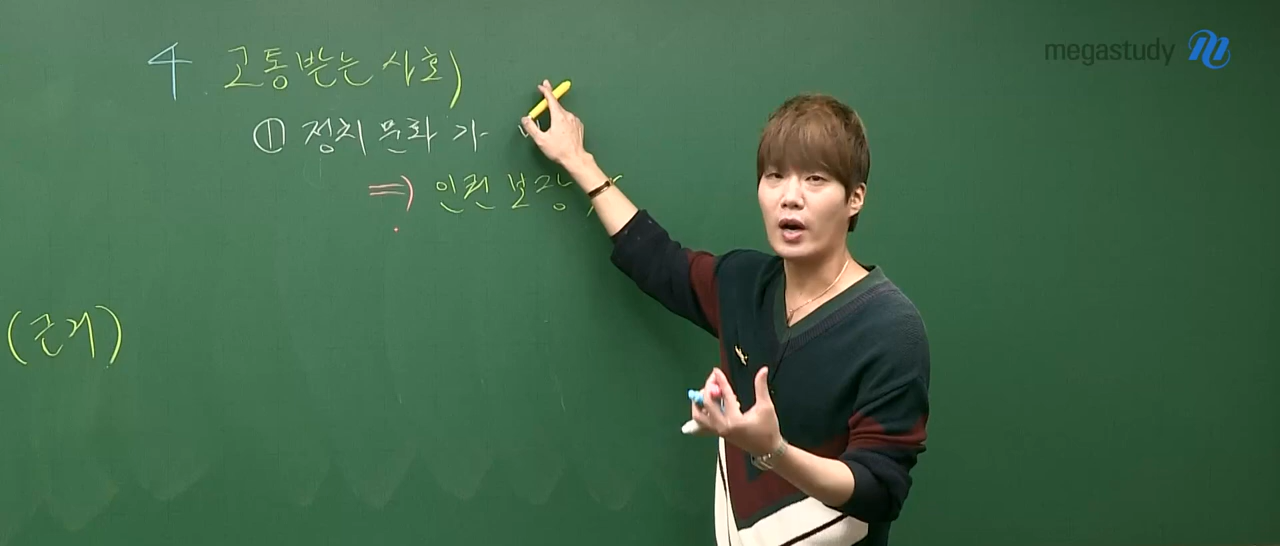 4. 고통받는 사회)
megastudy
① 정치 문화 가
⇒ 인권 보장
(근거)